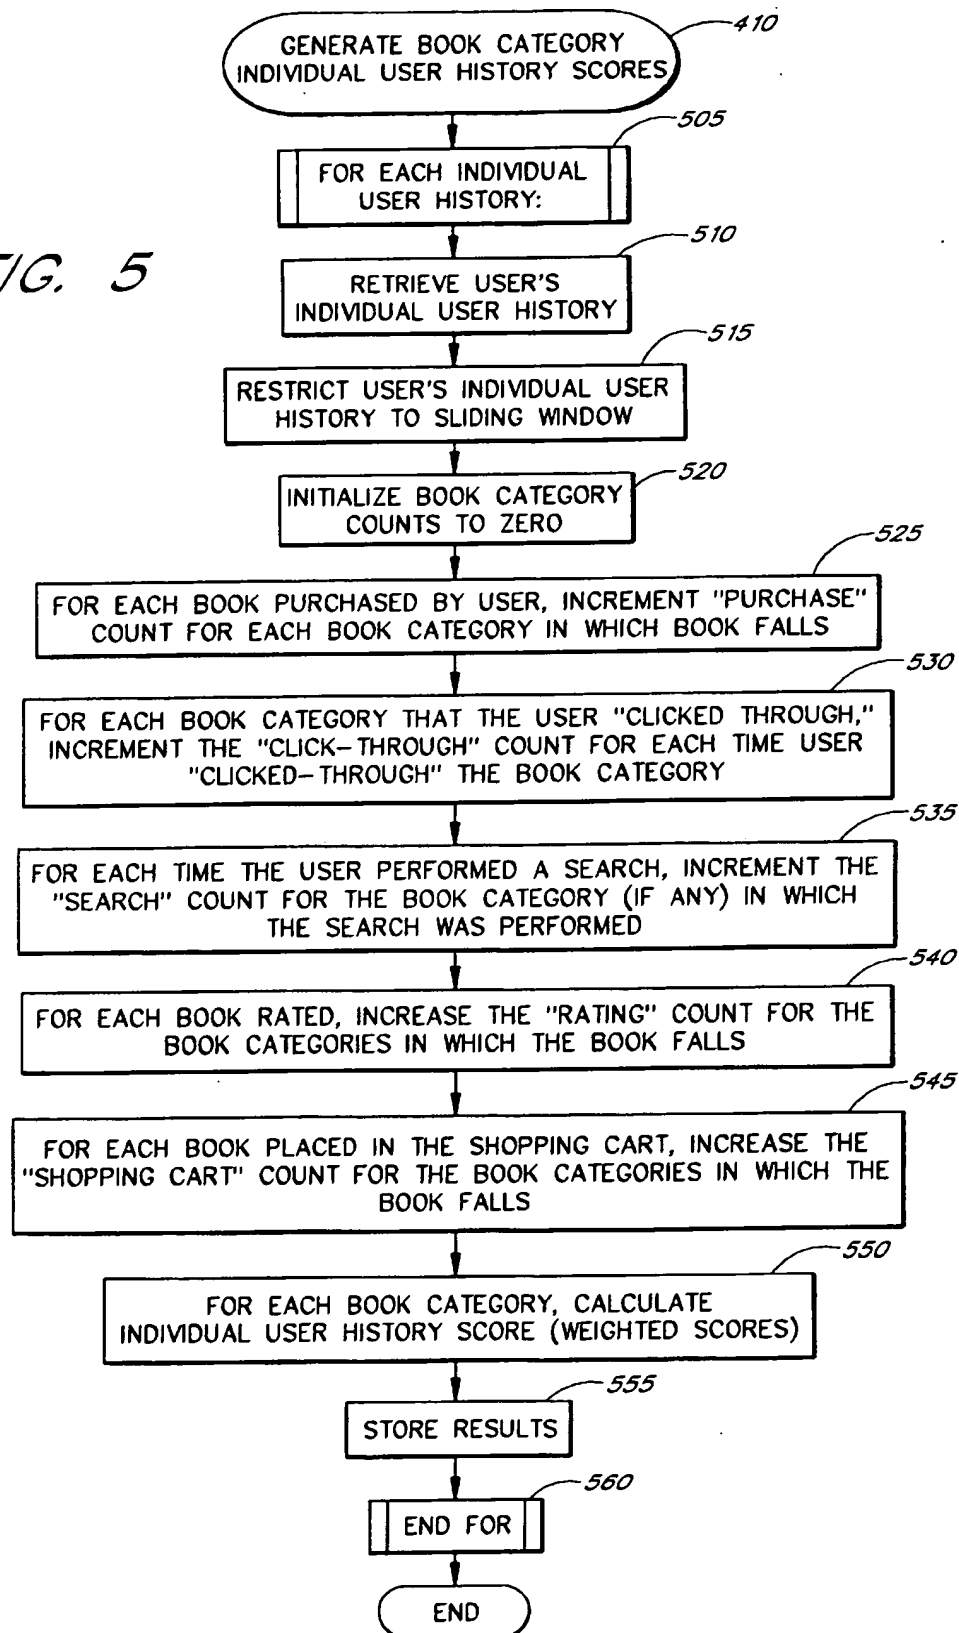 410
GENERATE BOOK CATEGORY
INDIVIDUAL USER HISTORY SCORES
505
FOR EACH INDIVIDUAL
USER HISTORY:
FIG. 5
510
RETRIEVE USER'S
INDIVIDUAL USER HISTORY
515
RESTRICT USER'S INDIVIDUAL USER
HISTORY TO SLIDING WINDOW
520
INITIALIZE BOOK CATEGORY
COUNTS TO ZERO
525
FOR EACH BOOK PURCHASED BY USER, INCREMENT "PURCHASE"
COUNT FOR EACH BOOK CATEGORY IN WHICH BOOK FALLS
530
FOR EACH BOOK CATEGORY THAT THE USER "CLICKED THROUGH,"
INCREMENT THE "CLICK-THROUGH" COUNT FOR EACH TIME USER
"CLICKED-THROUGH" THE BOOK CATEGORY
535
FOR EACH TIME THE USER PERFORMED A SEARCH, INCREMENT THE
"SEARCH" COUNT FOR THE BOOK CATEGORY (IF ANY) IN WHICH
THE SEARCH WAS PERFORMED
540
FOR EACH BOOK RATED, INCREASE THE "RATING" COUNT FOR THE
BOOK CATEGORIES IN WHICH THE BOOK FALLS
545
FOR EACH BOOK PLACED IN THE SHOPPING CART, INCREASE THE
"SHOPPING CART" COUNT FOR THE BOOK CATEGORIES IN WHICH THE
BOOK FALLS
550
FOR EACH BOOK CATEGORY, CALCULATE
INDIVIDUAL USER HISTORY SCORE (WEIGHTED SCORES)
555
STORE RESULTS
560
END FOR
END